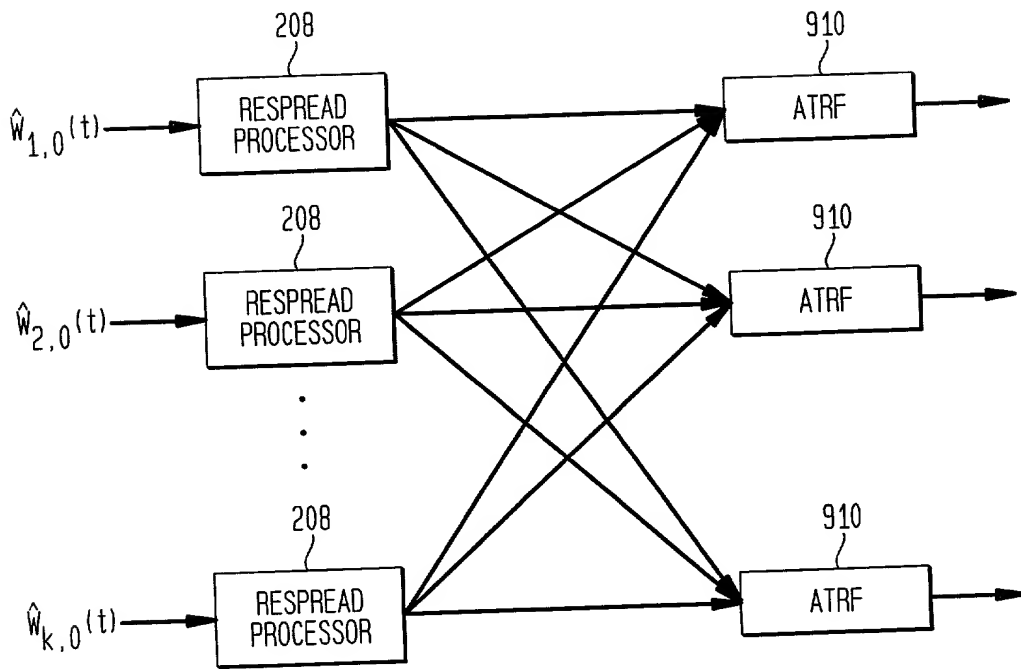 208
910
ŵ1,0(t)
RESPREAD
PROCESSOR
ATRF
208
910
ŵ2,0(t)
RESPREAD
PROCESSOR
ATRF
208
910
ŵk,0(t)
RESPREAD
PROCESSOR
ATRF